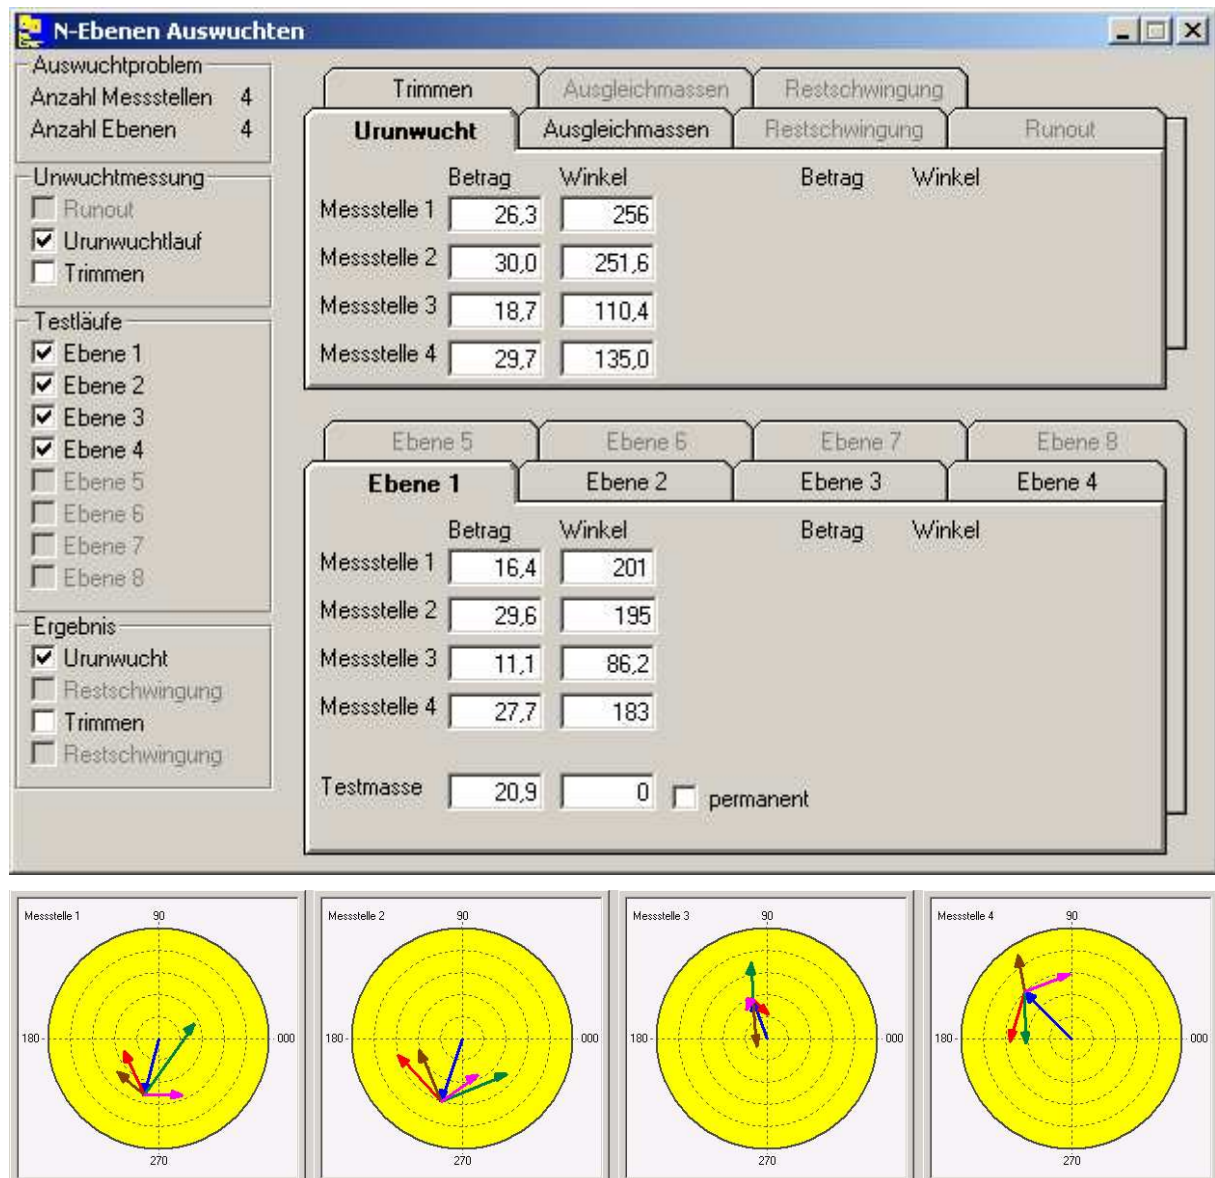 N-Ebenen Auswuchten
Auswuchtproblem
Anzahl Messstellen 4
Anzahl Ebenen 4
Unwuchtmessung
Runout
Urunwuchtlauf
Trimmen
Testläufe
Ebene 1
Ebene 2
Ebene 3
Ebene 4
Ebene 5
Ebene 6
Ebene 7
Ebene 8
Ergebnis
Urunwucht
Restschwingung
Trimmen
Restschwingung
Trimmen Ausgleichmassen Restschwingung
Urunwucht Ausgleichmassen Restschwingung Runout
Betrag Winkel Betrag Winkel
Messstelle 1 26,3 256
Messstelle 2 30,0 251,6
Messstelle 3 18,7 110,4
Messstelle 4 29,7 135,0
Ebene 5 Ebene 6 Ebene 7 Ebene 8
Ebene 1 Ebene 2 Ebene 3 Ebene 4
Betrag Winkel Betrag Winkel
Messstelle 1 16,4 201
Messstelle 2 29,6 195
Messstelle 3 11,1 86,2
Messstelle 4 27,7 183
Testmasse 20,9 0 permanent
Messtelle 1 90
180 000
270
Messtelle 2 90
180 000
270
Messtelle 3 90
180 000
270
Messtelle 4 90
180 000
270